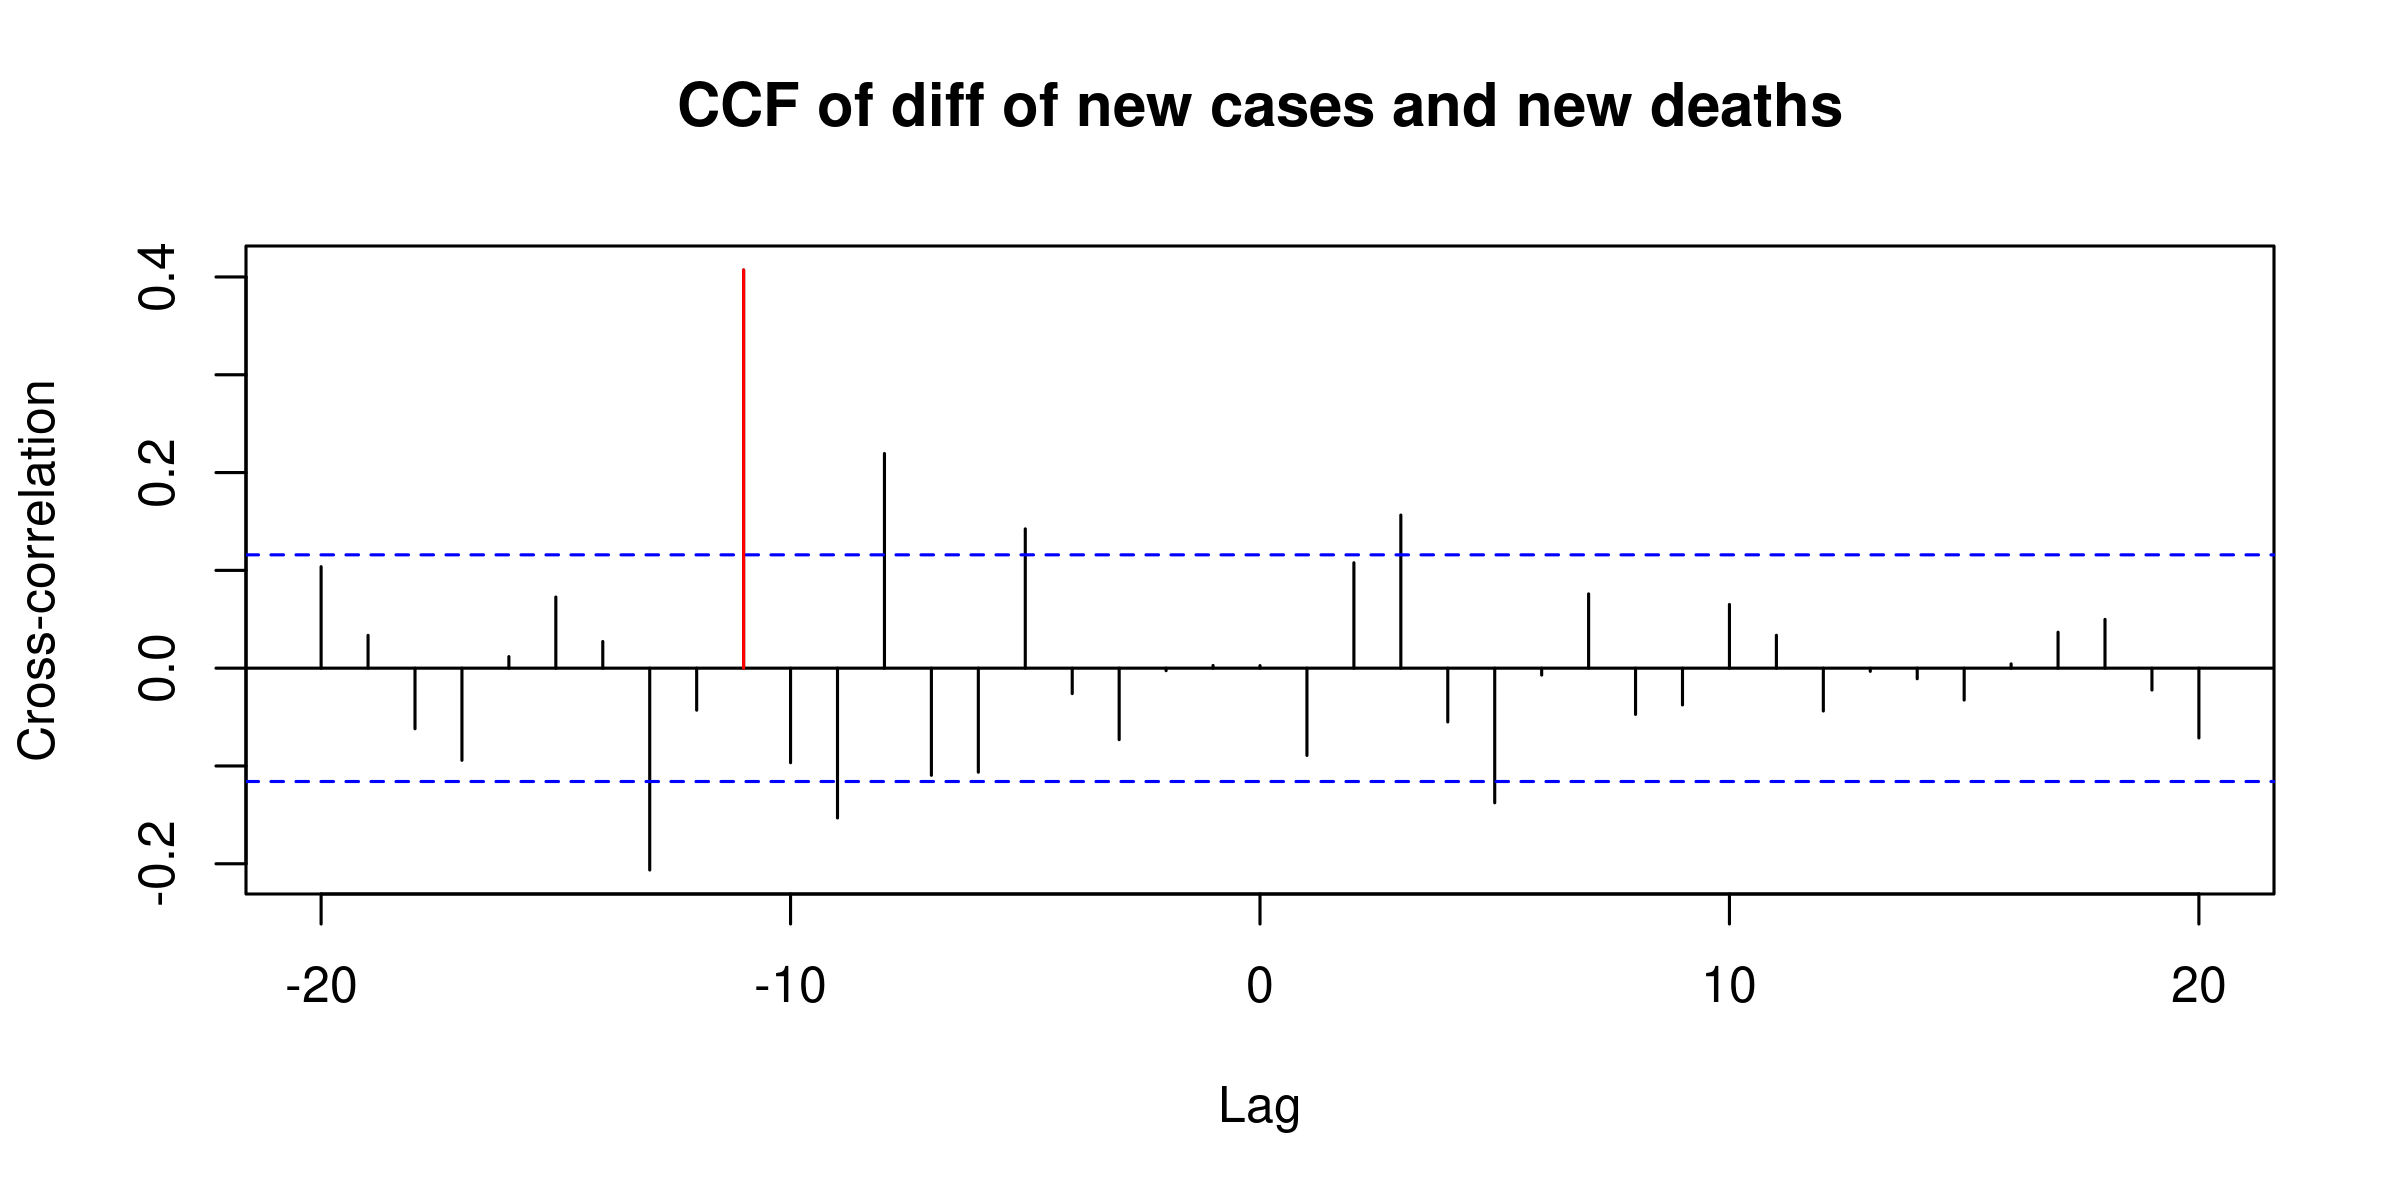 CCF of diff of new cases and new deaths
Cross-correlation
0.4
0.2
0.0
-0.2
-20 -10 0 10 20
Lag